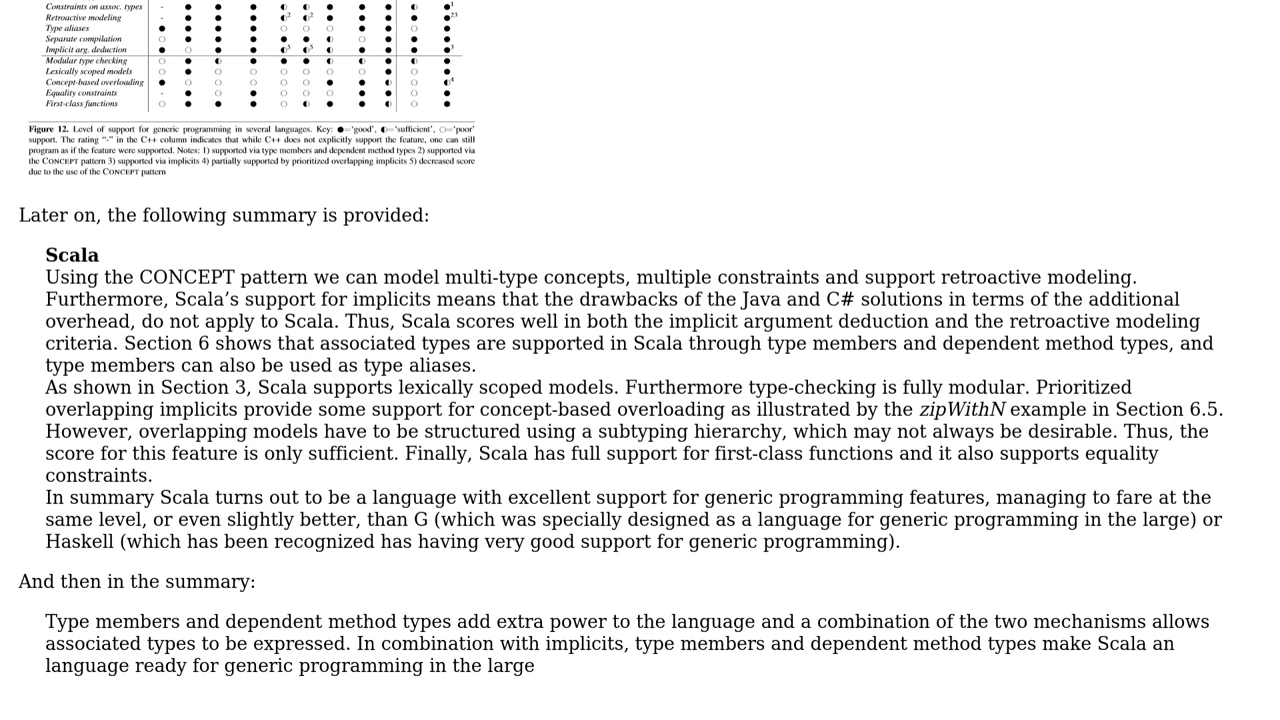 Constraints on assoc. types - ● ● ● ◐ ◐ ● ● ● ◐ ●1
Retroactive modeling - ● ● ● ◐2 ◐2 ● ● ● ● ●23
Type aliases ● ● ● ● ○ ○ ○ ● ● ○ ●
Separate compilation ○ ● ● ● ● ● ◐ ○ ● ● ●
Implicit arg. deduction ● ○ ● ● ◐5 ◐5 ● ● ● ● ●3
Modular type checking ○ ● ◐ ● ● ● ◐ ◐ ● ◐ ●
Lexically scoped models ○ ● ○ ○ ○ ○ ○ ○ ● ○ ●
Concept-based overloading ● ○ ○ ○ ○ ○ ● ● ◐ ○ ◐4
Equality constraints - ● ○ ● ○ ○ ○ ● ● ○ ●
First-class functions ○ ● ● ● ○ ◐ ● ● ◐ ○ ●
Figure 12. Level of support for generic programming in several languages. Key: ●='good', ◐='sufficient', ○='poor'
support. The rating "-" in the C++ column indicates that while C++ does not explicitly support the feature, one can still
program as if the feature were supported. Notes: 1) supported via type members and dependent method types 2) supported via
the CONCEPT pattern 3) supported via implicits 4) partially supported by prioritized overlapping implicits 5) decreased score
due to the use of the CONCEPT pattern
Later on, the following summary is provided:
Scala
Using the CONCEPT pattern we can model multi-type concepts, multiple constraints and support retroactive modeling.
Furthermore, Scala's support for implicits means that the drawbacks of the Java and C# solutions in terms of the additional
overhead, do not apply to Scala. Thus, Scala scores well in both the implicit argument deduction and the retroactive modeling
criteria. Section 6 shows that associated types are supported in Scala through type members and dependent method types, and
type members can also be used as type aliases.
As shown in Section 3, Scala supports lexically scoped models. Furthermore type-checking is fully modular. Prioritized
overlapping implicits provide some support for concept-based overloading as illustrated by the zipWithN example in Section 6.5.
However, overlapping models have to be structured using a subtyping hierarchy, which may not always be desirable. Thus, the
score for this feature is only sufficient. Finally, Scala has full support for first-class functions and it also supports equality
constraints.
In summary Scala turns out to be a language with excellent support for generic programming features, managing to fare at the
same level, or even slightly better, than G (which was specially designed as a language for generic programming in the large) or
Haskell (which has been recognized has having very good support for generic programming).
And then in the summary:
Type members and dependent method types add extra power to the language and a combination of the two mechanisms allows
associated types to be expressed. In combination with implicits, type members and dependent method types make Scala an
language ready for generic programming in the large